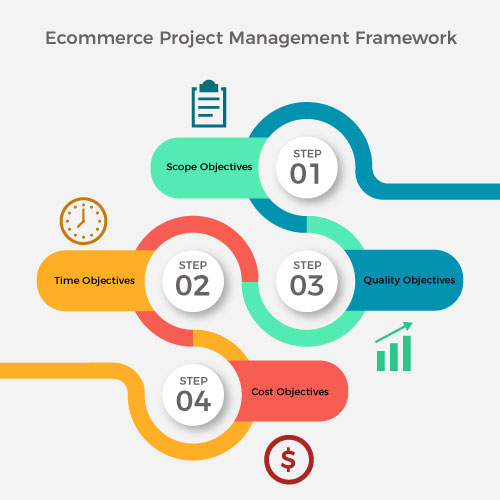 Ecommerce Project Management Framework
Scope Objectives
STEP
01
Time Objectives
STEP
02
STEP
03
Quality Objectives
STEP
04
Cost Objectives
$